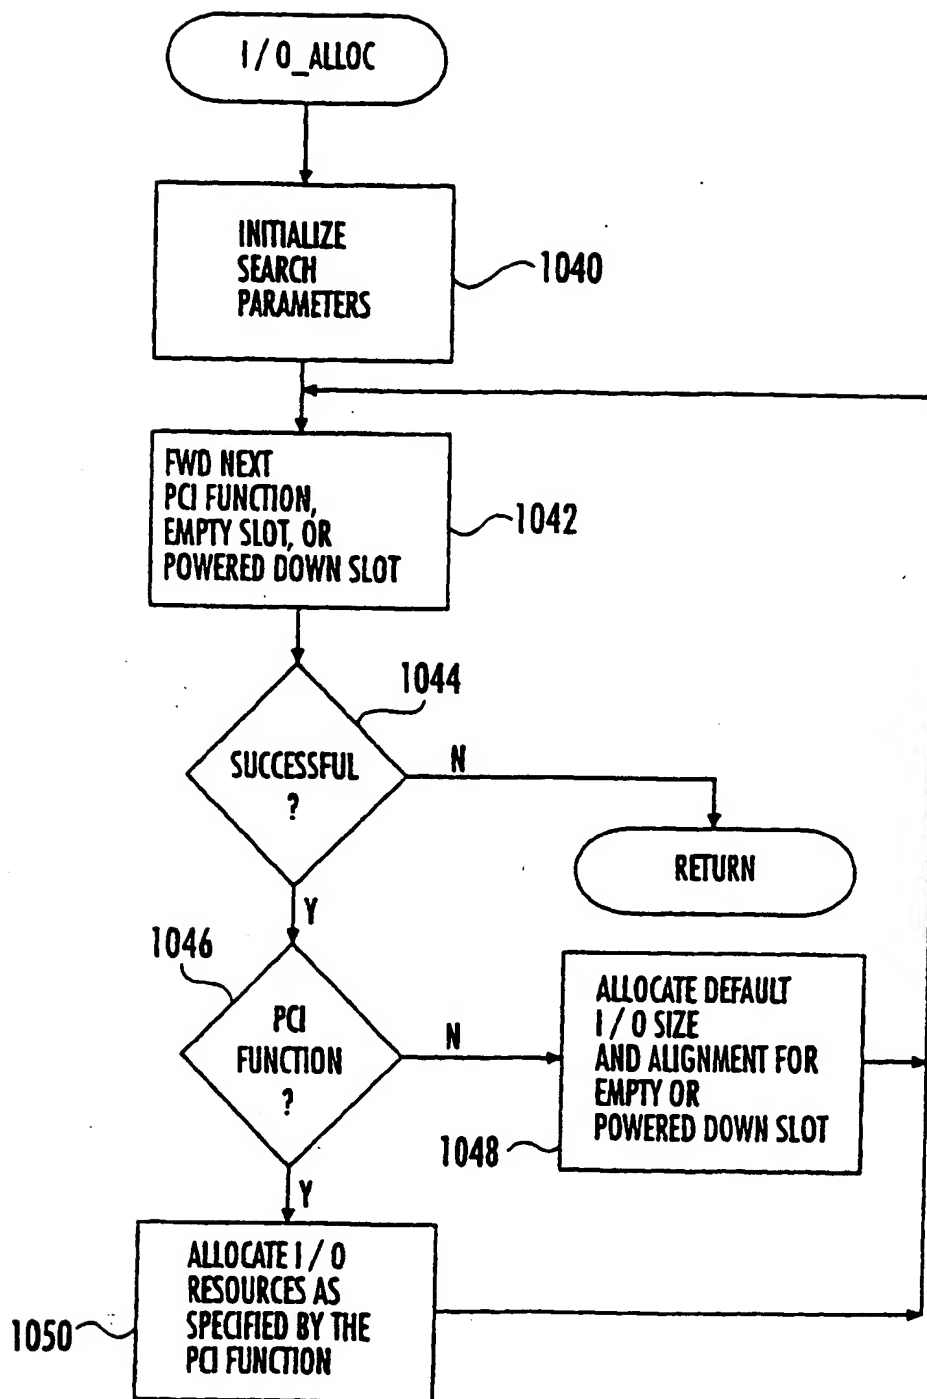 I / O_ALLOC
INITIALIZE
SEARCH
PARAMETERS
1040
FWD NEXT
PCI FUNCTION,
EMPTY SLOT, OR
POWERED DOWN SLOT
1042
1044
SUCCESSFUL
?
N
RETURN
Y
1046
PCI
FUNCTION
?
N
ALLOCATE DEFAULT
I / O SIZE
AND ALIGNMENT FOR
EMPTY OR
POWERED DOWN SLOT
1048
Y
ALLOCATE I / O
RESOURCES AS
SPECIFIED BY THE
PCI FUNCTION
1050